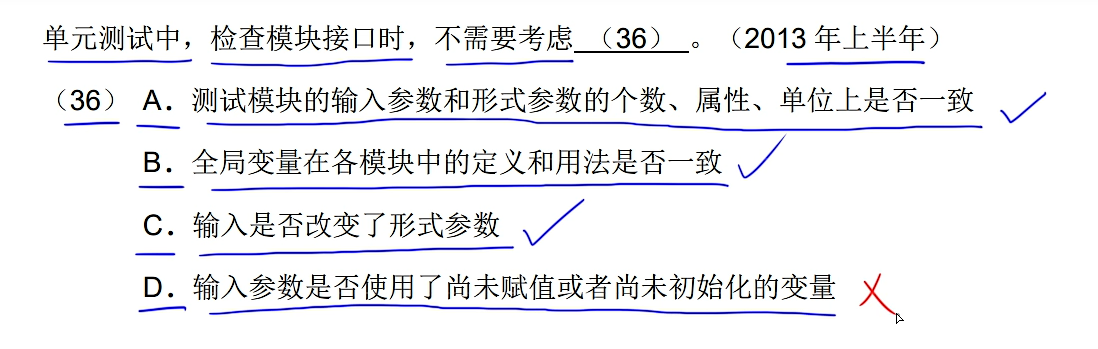 单元测试中，检查模块接口时，不需要考虑 （36） 。（2013 年上半年）
（36） A．测试模块的输入参数和形式参数的个数、属性、单位上是否一致
B．全局变量在各模块中的定义和用法是否一致
C．输入是否改变了形式参数
D．输入参数是否使用了尚未赋值或者尚未初始化的变量